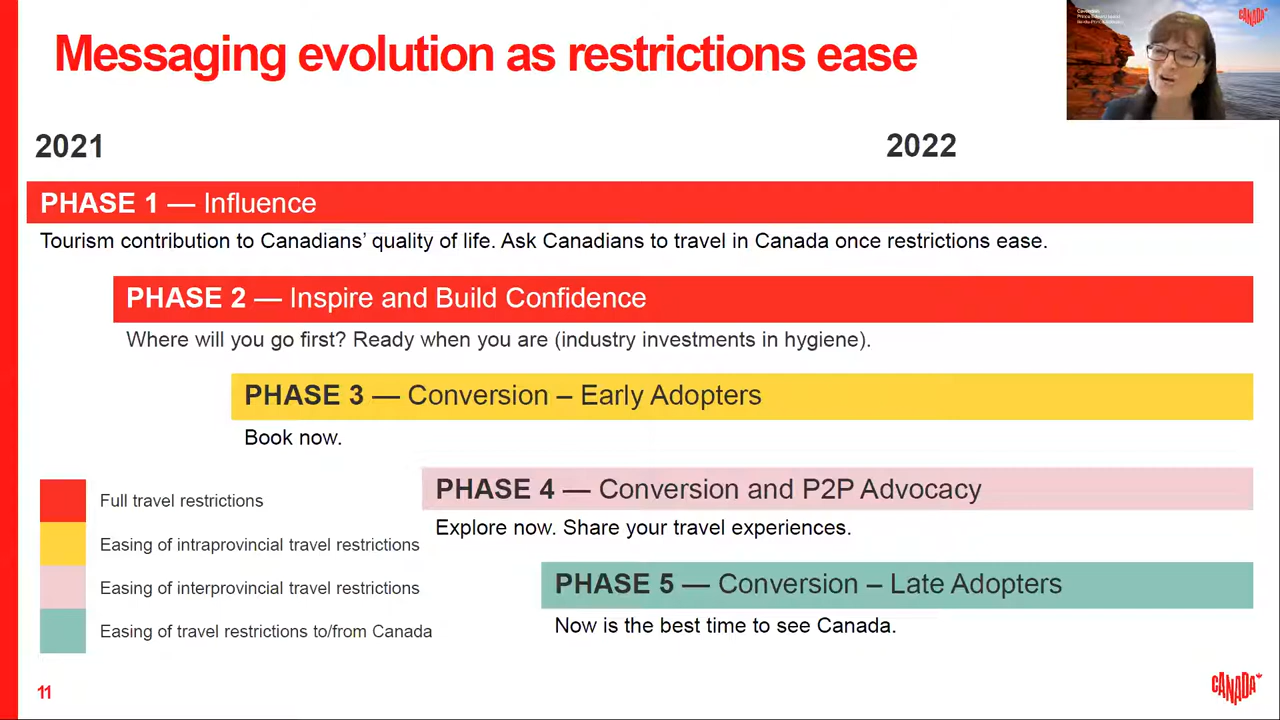 Messaging evolution as restrictions ease
CANADA
2021
2022
PHASE 1 — Influence
Tourism contribution to Canadians’ quality of life. Ask Canadians to travel in Canada once restrictions ease.
PHASE 2 — Inspire and Build Confidence
Where will you go first? Ready when you are (industry investments in hygiene).
PHASE 3 — Conversion – Early Adopters
Book now.
PHASE 4 — Conversion and P2P Advocacy
Explore now. Share your travel experiences.
PHASE 5 — Conversion – Late Adopters
Now is the best time to see Canada.
Full travel restrictions
Easing of intraprovincial travel restrictions
Easing of interprovincial travel restrictions
Easing of travel restrictions to/from Canada
11
CANADA